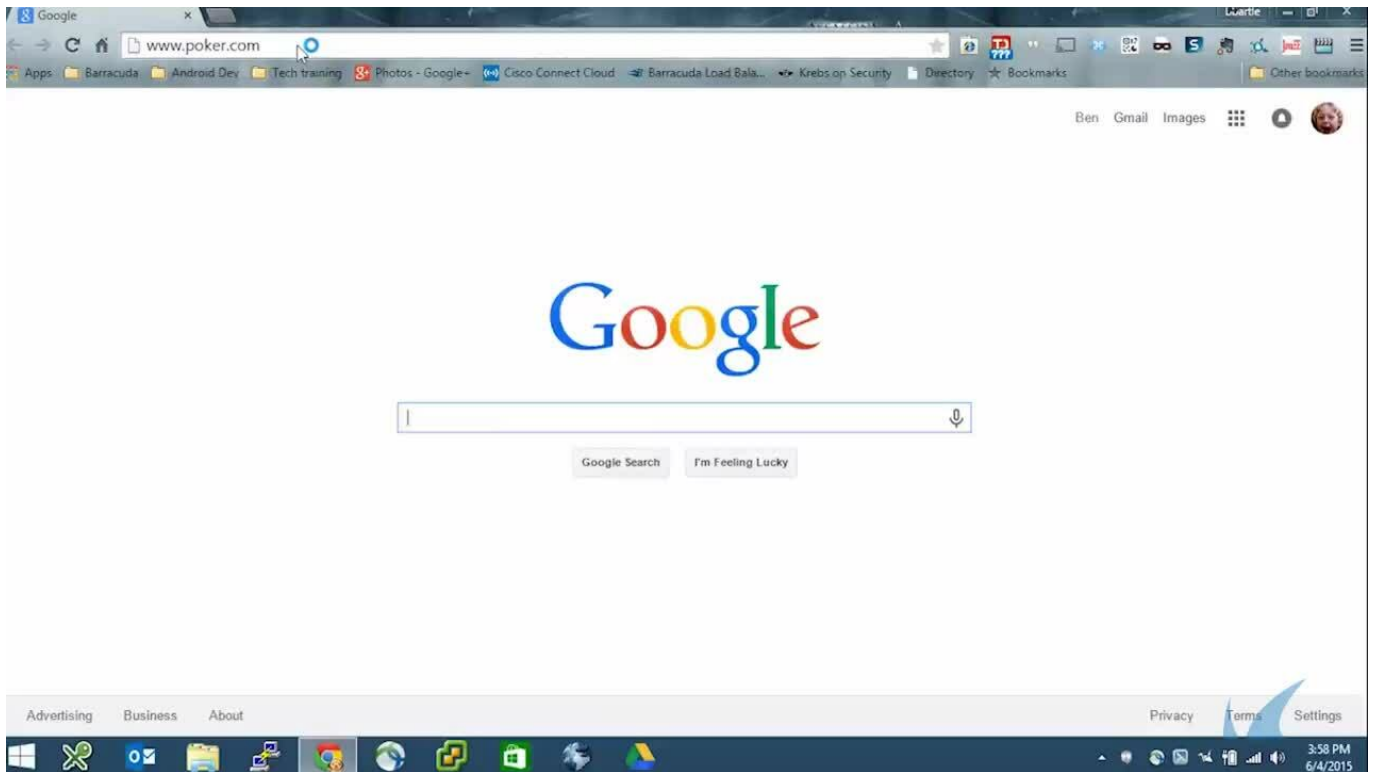 Google
www.poker.com
Apps Barracuda Android Dev Tech training Photos - Google+ Cisco Connect Cloud Barracuda Load Bala... Krebs on Security Directory Bookmarks Other bookmarks
Ben Gmail Images
Google
Google Search I'm Feeling Lucky
Advertising Business About Privacy Terms Settings
3:58 PM
6/4/2015